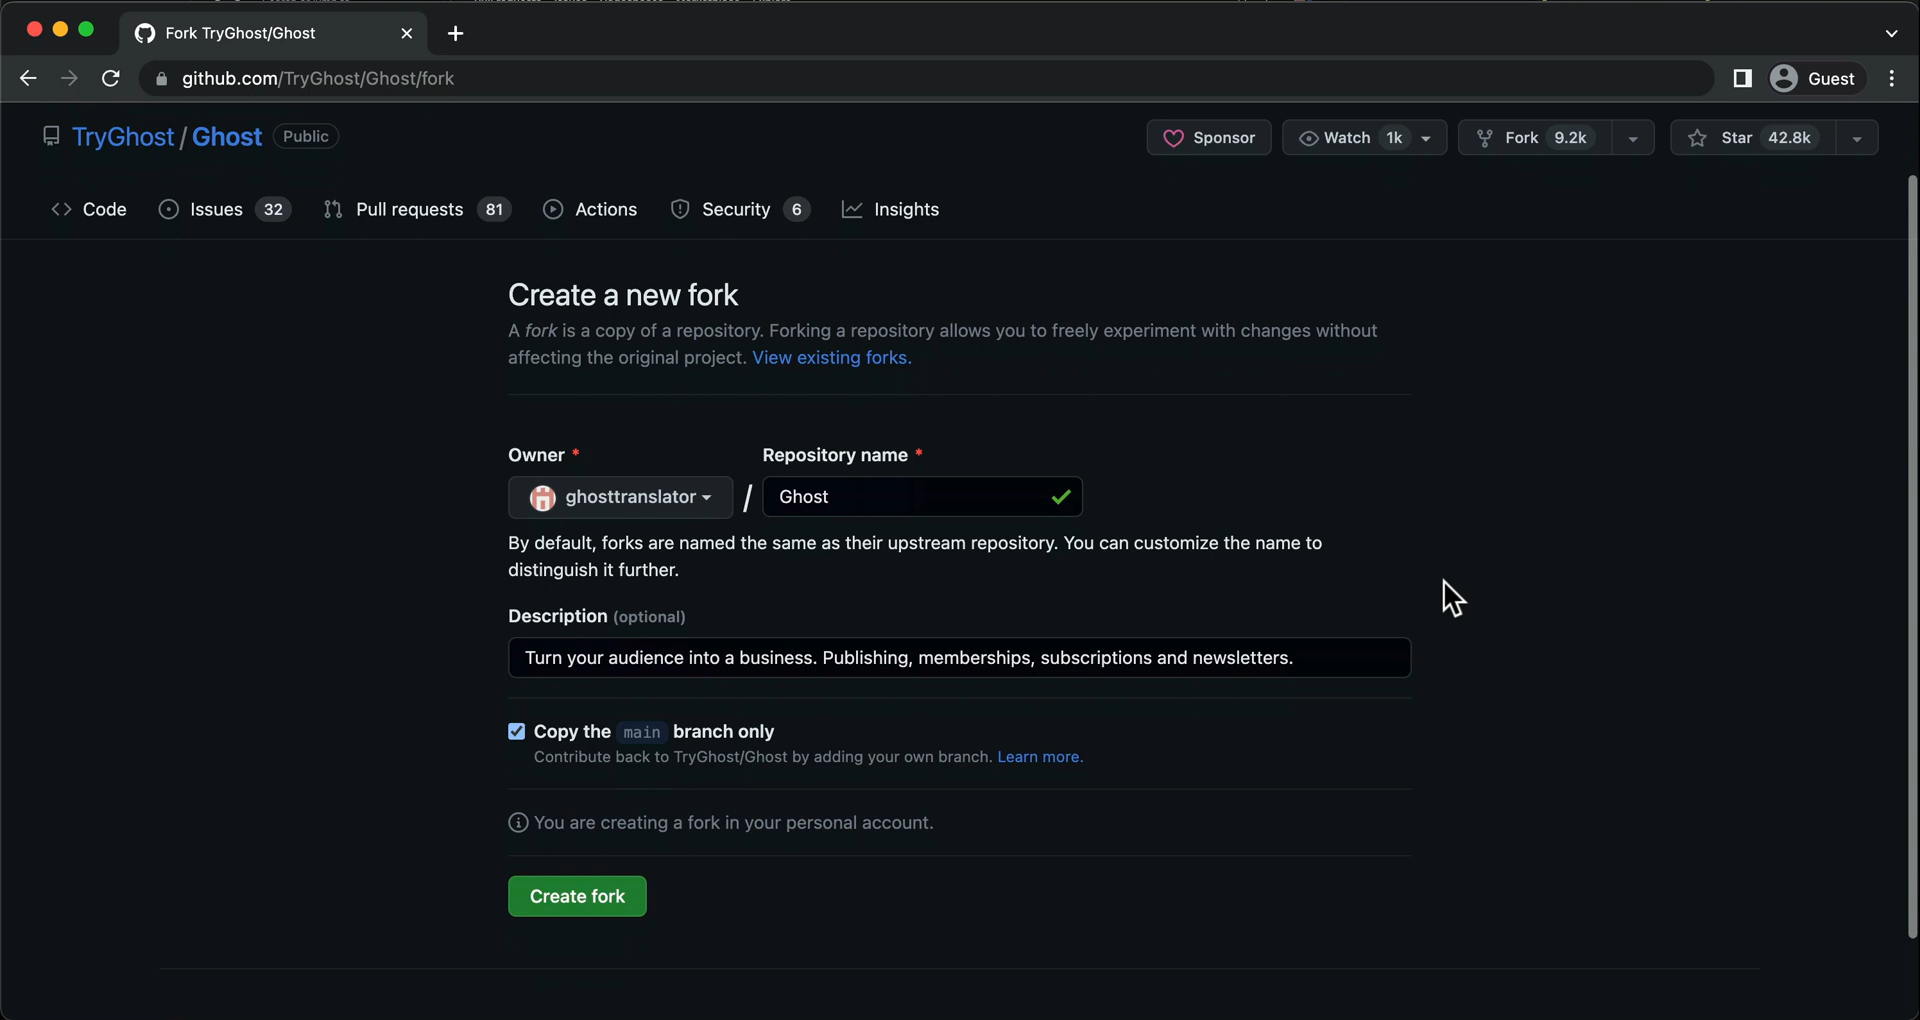 Fork TryGhost/Ghost
github.com/TryGhost/Ghost/fork
Guest
TryGhost / Ghost Public
Sponsor
Watch 1k
Fork 9.2k
Star 42.8k
Code
Issues 32
Pull requests 81
Actions
Security 6
Insights
Create a new fork
A fork is a copy of a repository. Forking a repository allows you to freely experiment with changes without
affecting the original project. View existing forks.
Owner *
Repository name *
ghosttranslator / Ghost
By default, forks are named the same as their upstream repository. You can customize the name to
distinguish it further.
Description (optional)
Turn your audience into a business. Publishing, memberships, subscriptions and newsletters.
Copy the main branch only
Contribute back to TryGhost/Ghost by adding your own branch. Learn more.
You are creating a fork in your personal account.
Create fork